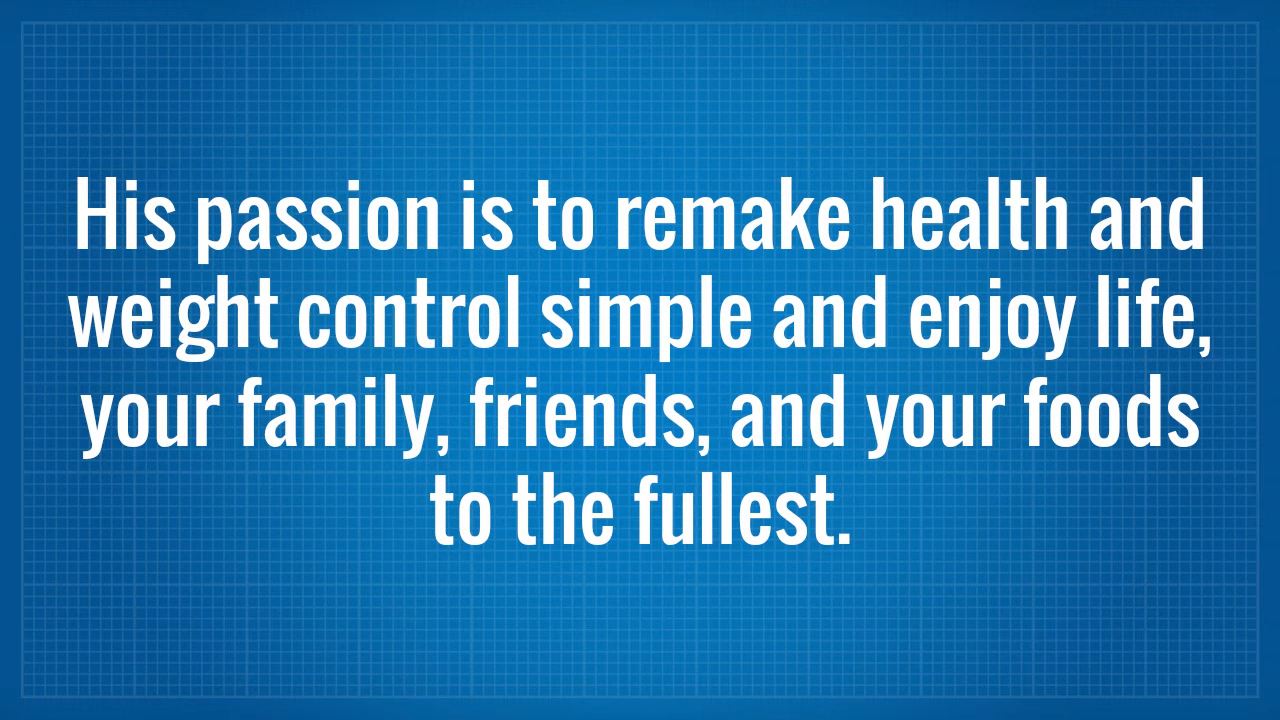 His passion is to remake health and
weight control simple and enjoy life,
your family, friends, and your foods
to the fullest.